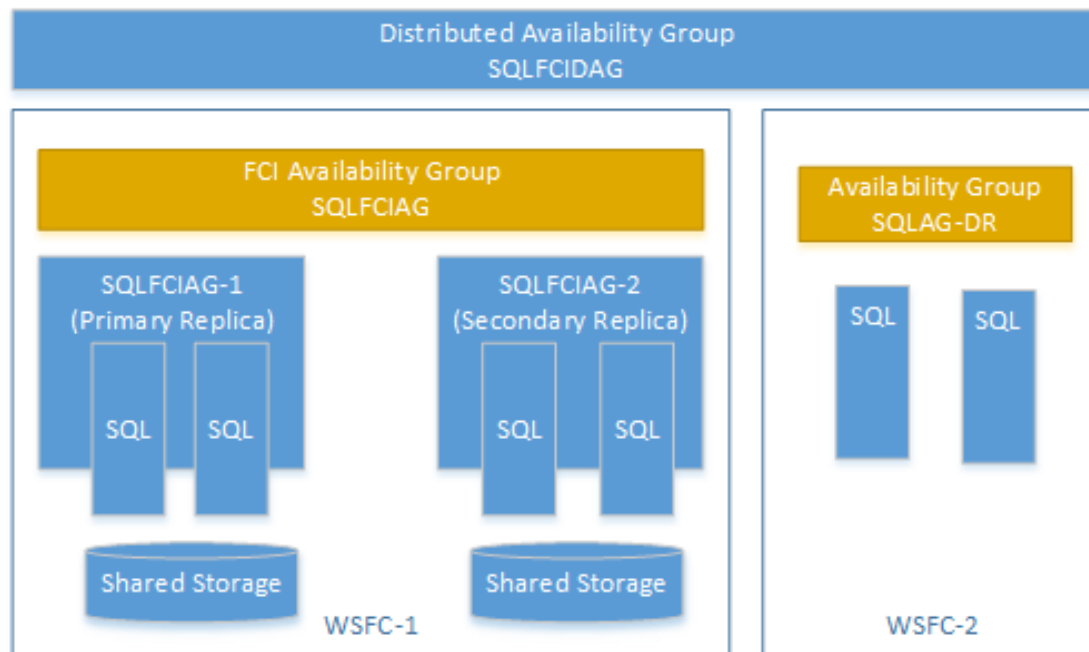 Distributed Availability Group
SQLFCIDAG
FCI Availability Group
SQLFCIAG
SQLFCIAG-1
(Primary Replica)
SQL
SQL
Shared Storage
SQLFCIAG-2
(Secondary Replica)
SQL
SQL
Shared Storage
WSFC-1
Availability Group
SQLAG-DR
SQL
SQL
WSFC-2